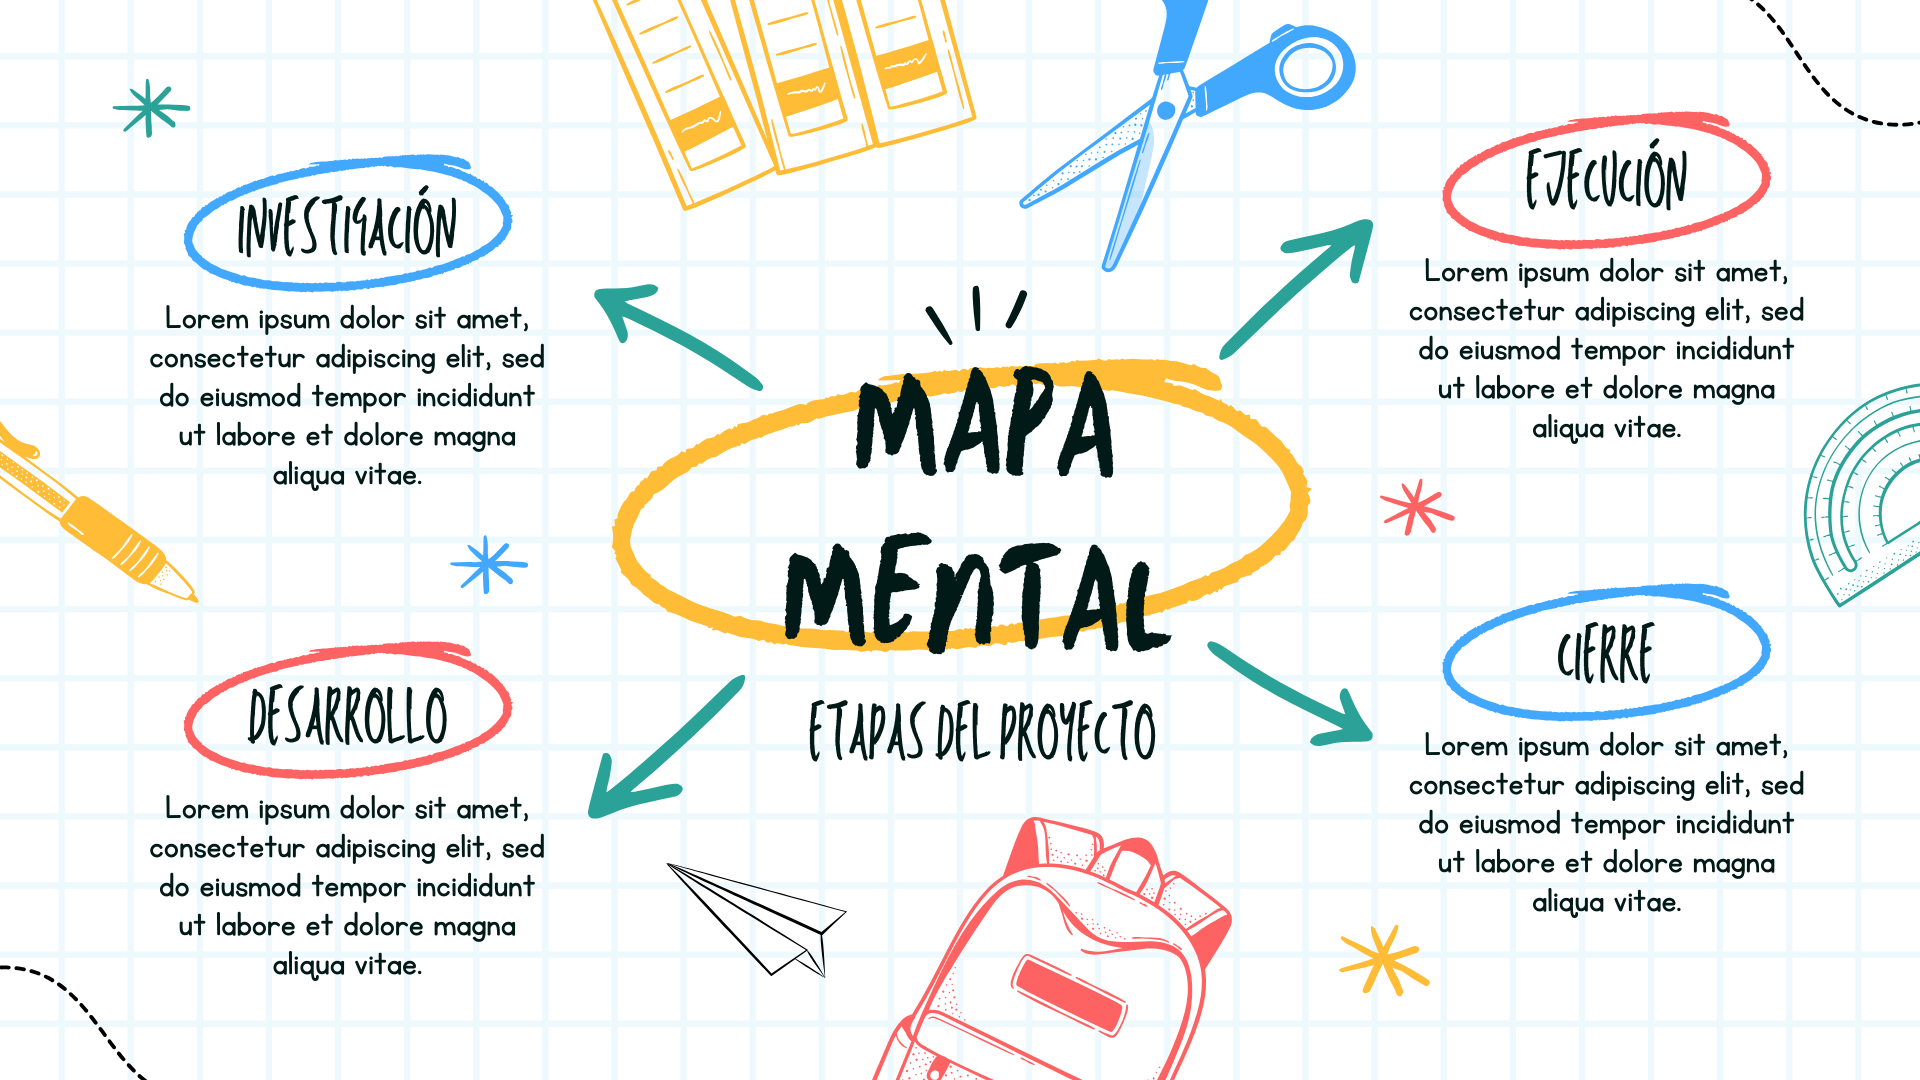 INVESTIGACIÓN
Lorem ipsum dolor sit amet,
consectetur adipiscing elit, sed
do eiusmod tempor incididunt
ut labore et dolore magna
aliqua vitae.
DESARROLLO
Lorem ipsum dolor sit amet,
consectetur adipiscing elit, sed
do eiusmod tempor incididunt
ut labore et dolore magna
aliqua vitae.
MAPA
MENTAL
ETAPAS DEL PROYECTO
EJECUCIÓN
Lorem ipsum dolor sit amet,
consectetur adipiscing elit, sed
do eiusmod tempor incididunt
ut labore et dolore magna
aliqua vitae.
CIERRE
Lorem ipsum dolor sit amet,
consectetur adipiscing elit, sed
do eiusmod tempor incididunt
ut labore et dolore magna
aliqua vitae.